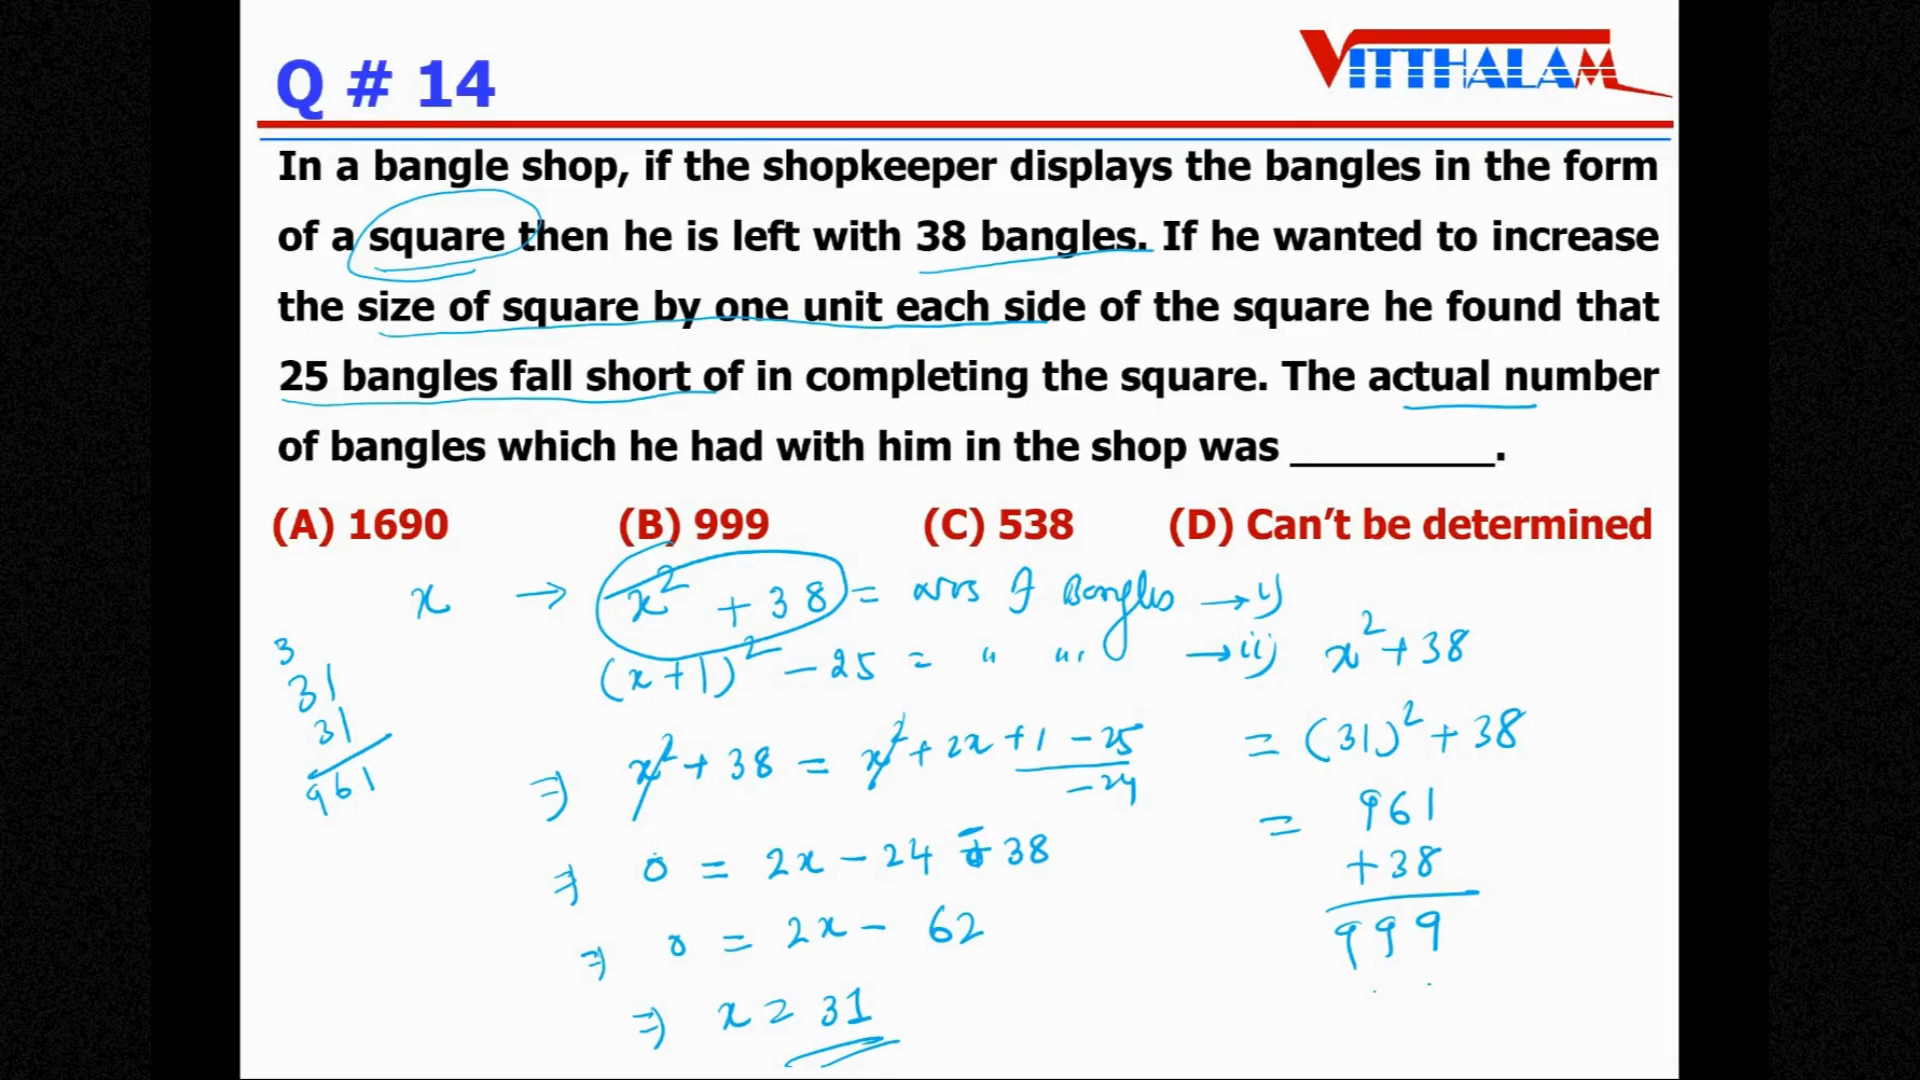 Q # 14
VITTHALAM
In a bangle shop, if the shopkeeper displays the bangles in the form
of a square then he is left with 38 bangles. If he wanted to increase
the size of square by one unit each side of the square he found that
25 bangles fall short of in completing the square. The actual number
of bangles which he had with him in the shop was _________.
(A) 1690 (B) 999 (C) 538 (D) Can’t be determined
x → x² + 38 = nos of Bangles → i)
(x+1)² – 25 = " " → ii)
⇒ x² + 38 = x² + 2x + 1 – 25
– 24
⇒ 0 = 2x – 24 – 38
⇒ 0 = 2x – 62
⇒ x = 31
3
31
31
961
x² + 38
= (31)² + 38
= 961
+ 38
999